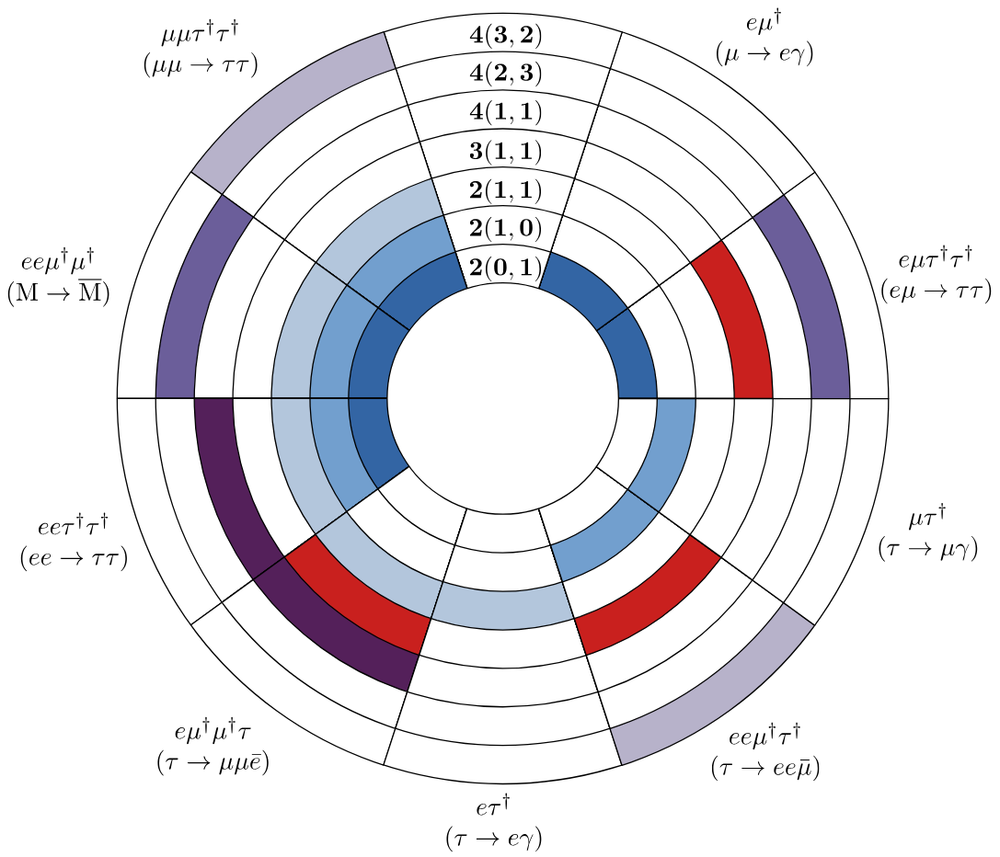 μμτ†τ†
(μμ → ττ)
4(3, 2)
4(2, 3)
4(1, 1)
3(1, 1)
2(1, 1)
2(1, 0)
2(0, 1)
eμ†
(μ → eγ)
eeμ†μ†
(M → M̅)
eμτ†τ†
(eμ → ττ)
eeτ†τ†
(ee → ττ)
μτ†
(τ → μγ)
eμ†μ†τ
(τ → μμē)
eeμ†τ†
(τ → eeμ̄)
eτ†
(τ → eγ)